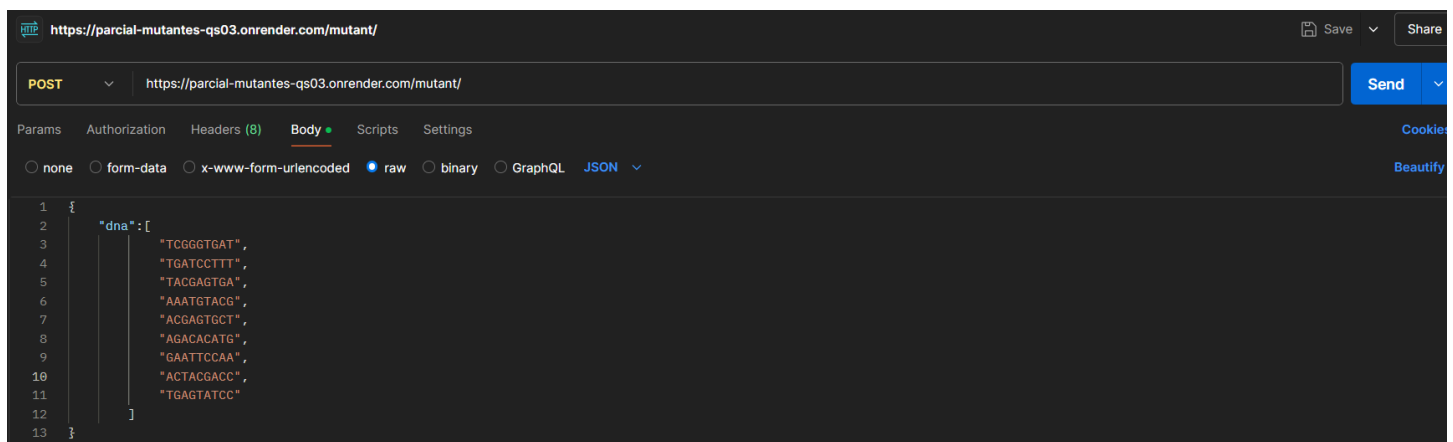 HTTP https://parcial-mutantes-qs03.onrender.com/mutant/ Save Share
POST https://parcial-mutantes-qs03.onrender.com/mutant/ Send
Params Authorization Headers (8) Body Scripts Settings Cookies
none form-data x-www-form-urlencoded raw binary GraphQL JSON Beautify
1 {
2 "dna":[
3 "TCGGGTGAT",
4 "TGATCCTTT",
5 "TACGAGTGA",
6 "AAATGTACG",
7 "ACGAGTGCT",
8 "AGACACATG",
9 "GAATTCCAA",
10 "ACTACGACC",
11 "TGAGTATCC"
12 ]
13 }